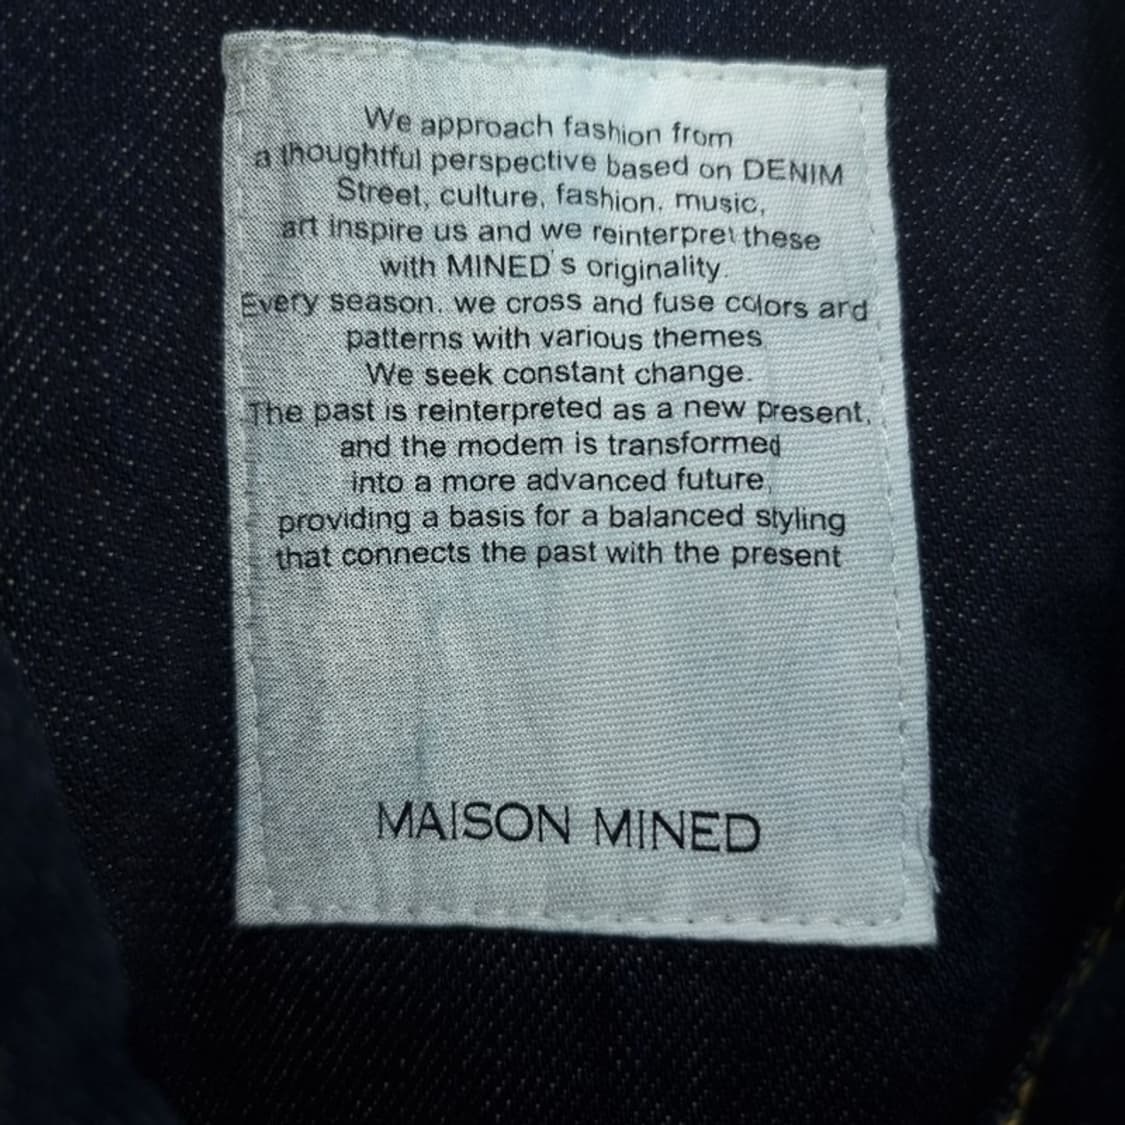 We approach fashion from
a thoughtful perspective based on DENIM
Street, culture, fashion, music,
art inspire us and we reinterpret these
with MINED's originality
Every season, we cross and fuse colors and
patterns with various themes
We seek constant change.
The past is reinterpreted as a new present,
and the modem is transformed
into a more advanced future,
providing a basis for a balanced styling
that connects the past with the present
MAISON MINED